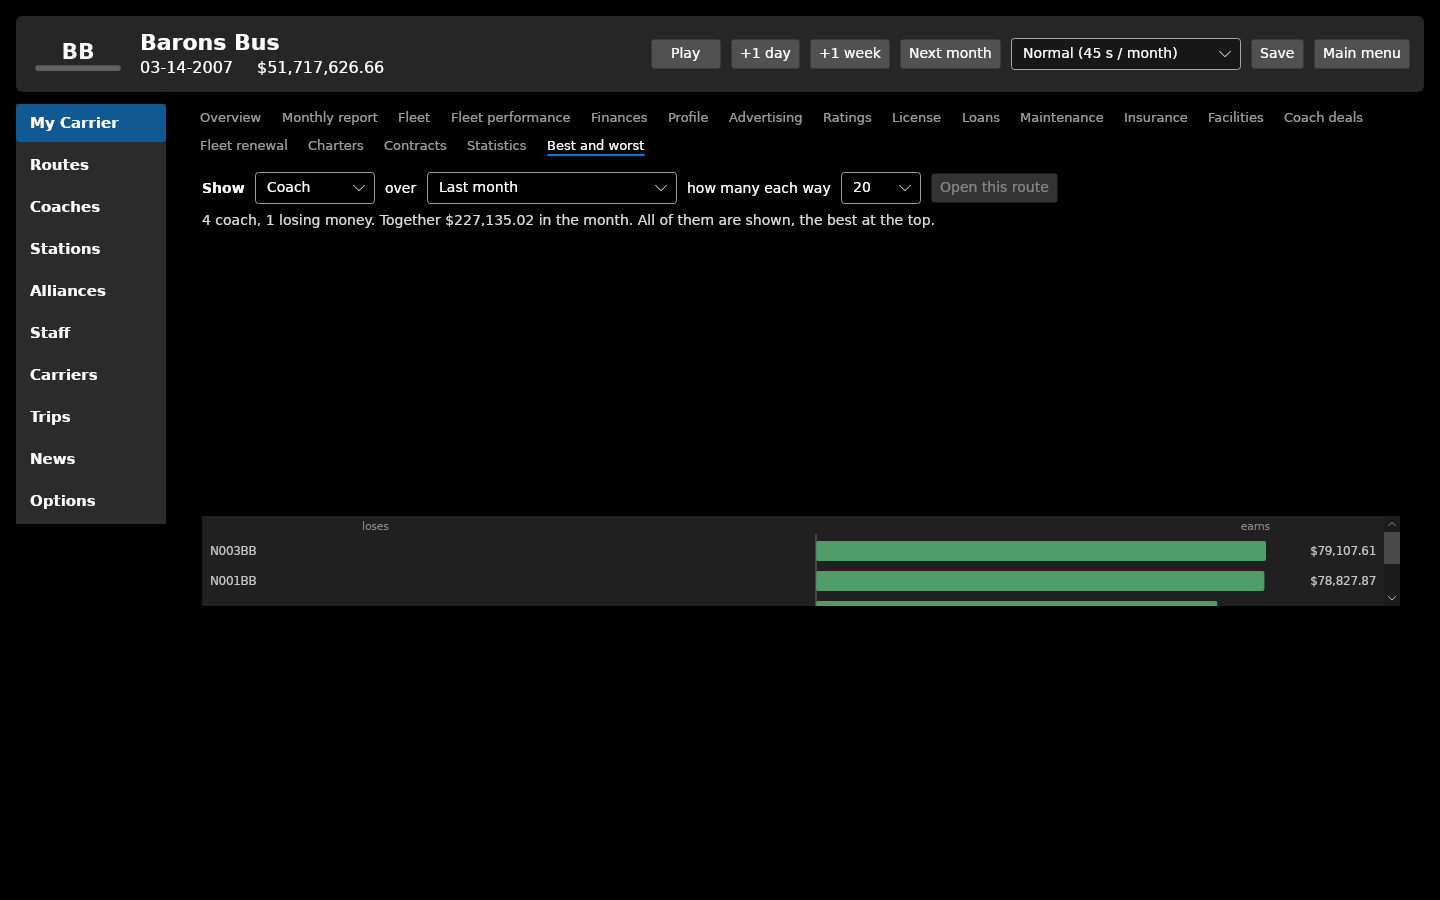 BB
Barons Bus
03-14-2007 $51,717,626.66
Play +1 day +1 week Next month Normal (45 s / month) Save Main menu
My Carrier
Routes
Coaches
Stations
Alliances
Staff
Carriers
Trips
News
Options
Overview Monthly report Fleet Fleet performance Finances Profile Advertising Ratings License Loans Maintenance Insurance Facilities Coach deals
Fleet renewal Charters Contracts Statistics Best and worst
Show Coach over Last month how many each way 20 Open this route
4 coach, 1 losing money. Together $227,135.02 in the month. All of them are shown, the best at the top.
loses earns
N003BB $79,107.61
N001BB $78,827.87